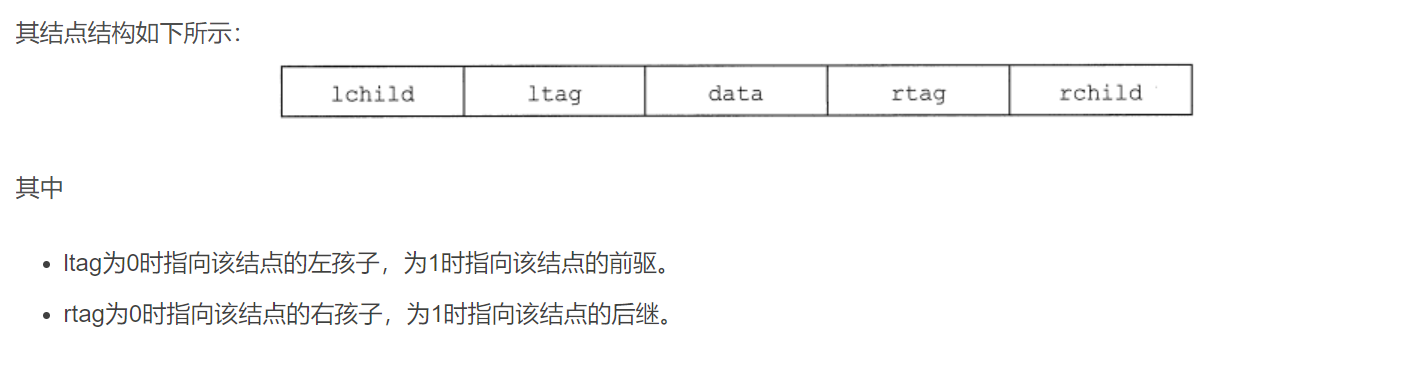 其结点结构如下所示：
lchild ltag data rtag rchild
其中
ltag为0时指向该结点的左孩子，为1时指向该结点的前驱。
rtag为0时指向该结点的右孩子，为1时指向该结点的后继。